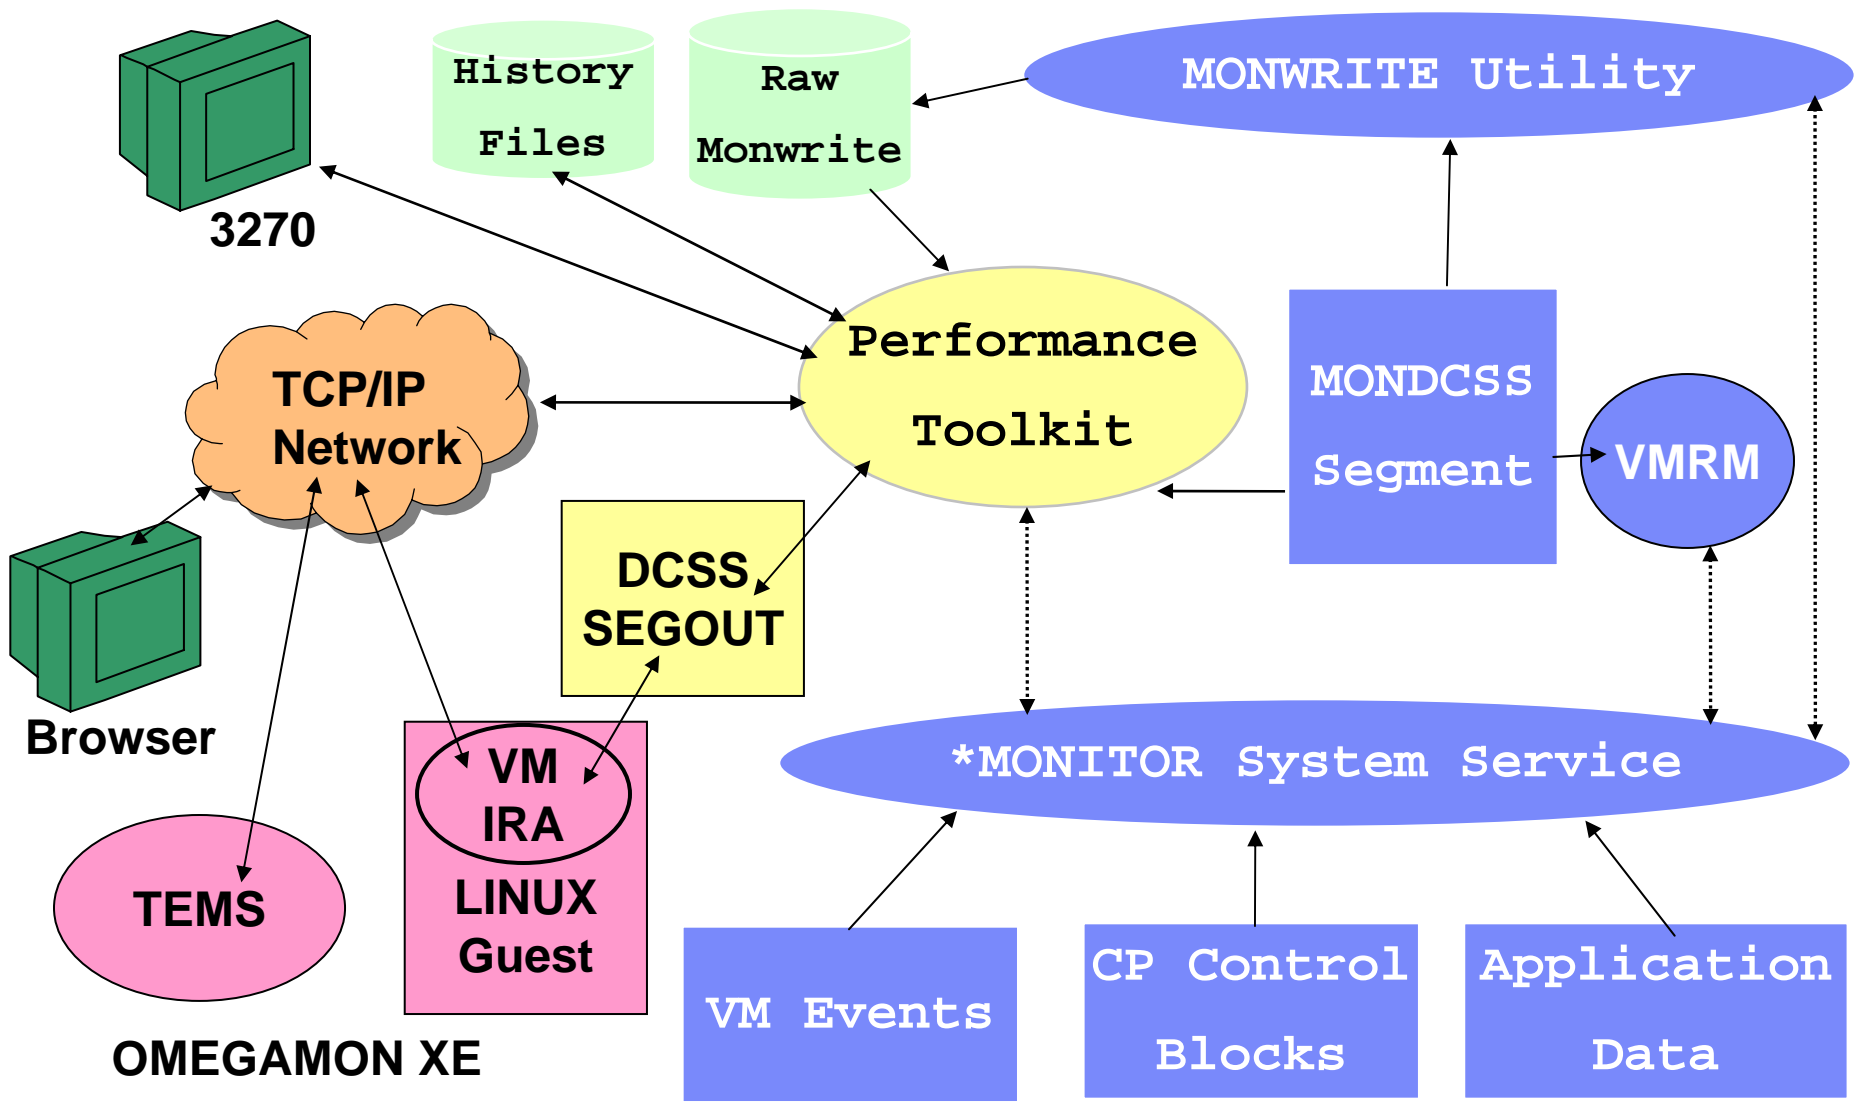 History
Files
Raw
Monwrite
MONWRITE Utility
3270
Performance
Toolkit
MONDCSS
Segment
VMRM
TCP/IP
Network
DCSS
SEGOUT
Browser
VM
IRA
LINUX
Guest
*MONITOR System Service
TEMS
VM Events
CP Control
Blocks
Application
Data
OMEGAMON XE